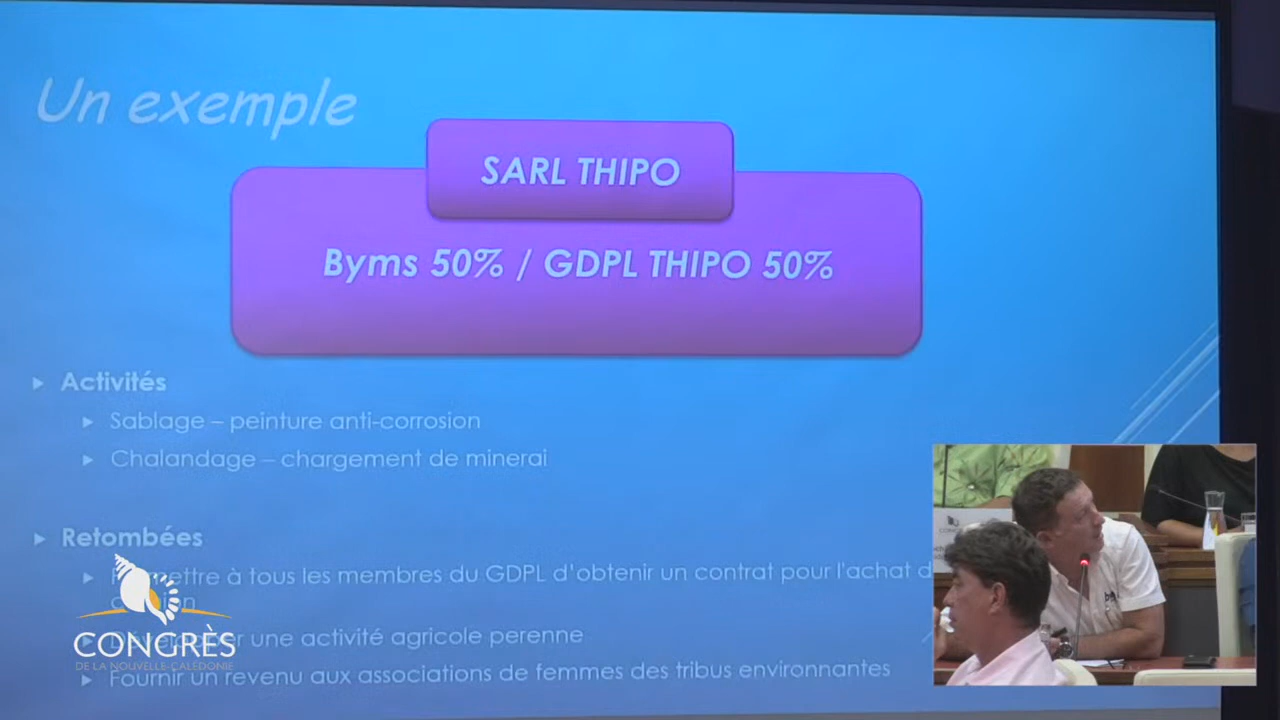 Un exemple
SARL THIPO
Byms 50% / GDPL THIPO 50%
Activités
Sablage – peinture anti-corrosion
Chalandage – chargement de minerai
Retombées
à tous les membres du GDPL d'obtenir un contrat pour l'achat
une activité agricole perenne
Fournir un revenu aux associations de femmes des tribus environnantes
CONGRÈS
DE LA NOUVELLE-CALÉDONIE